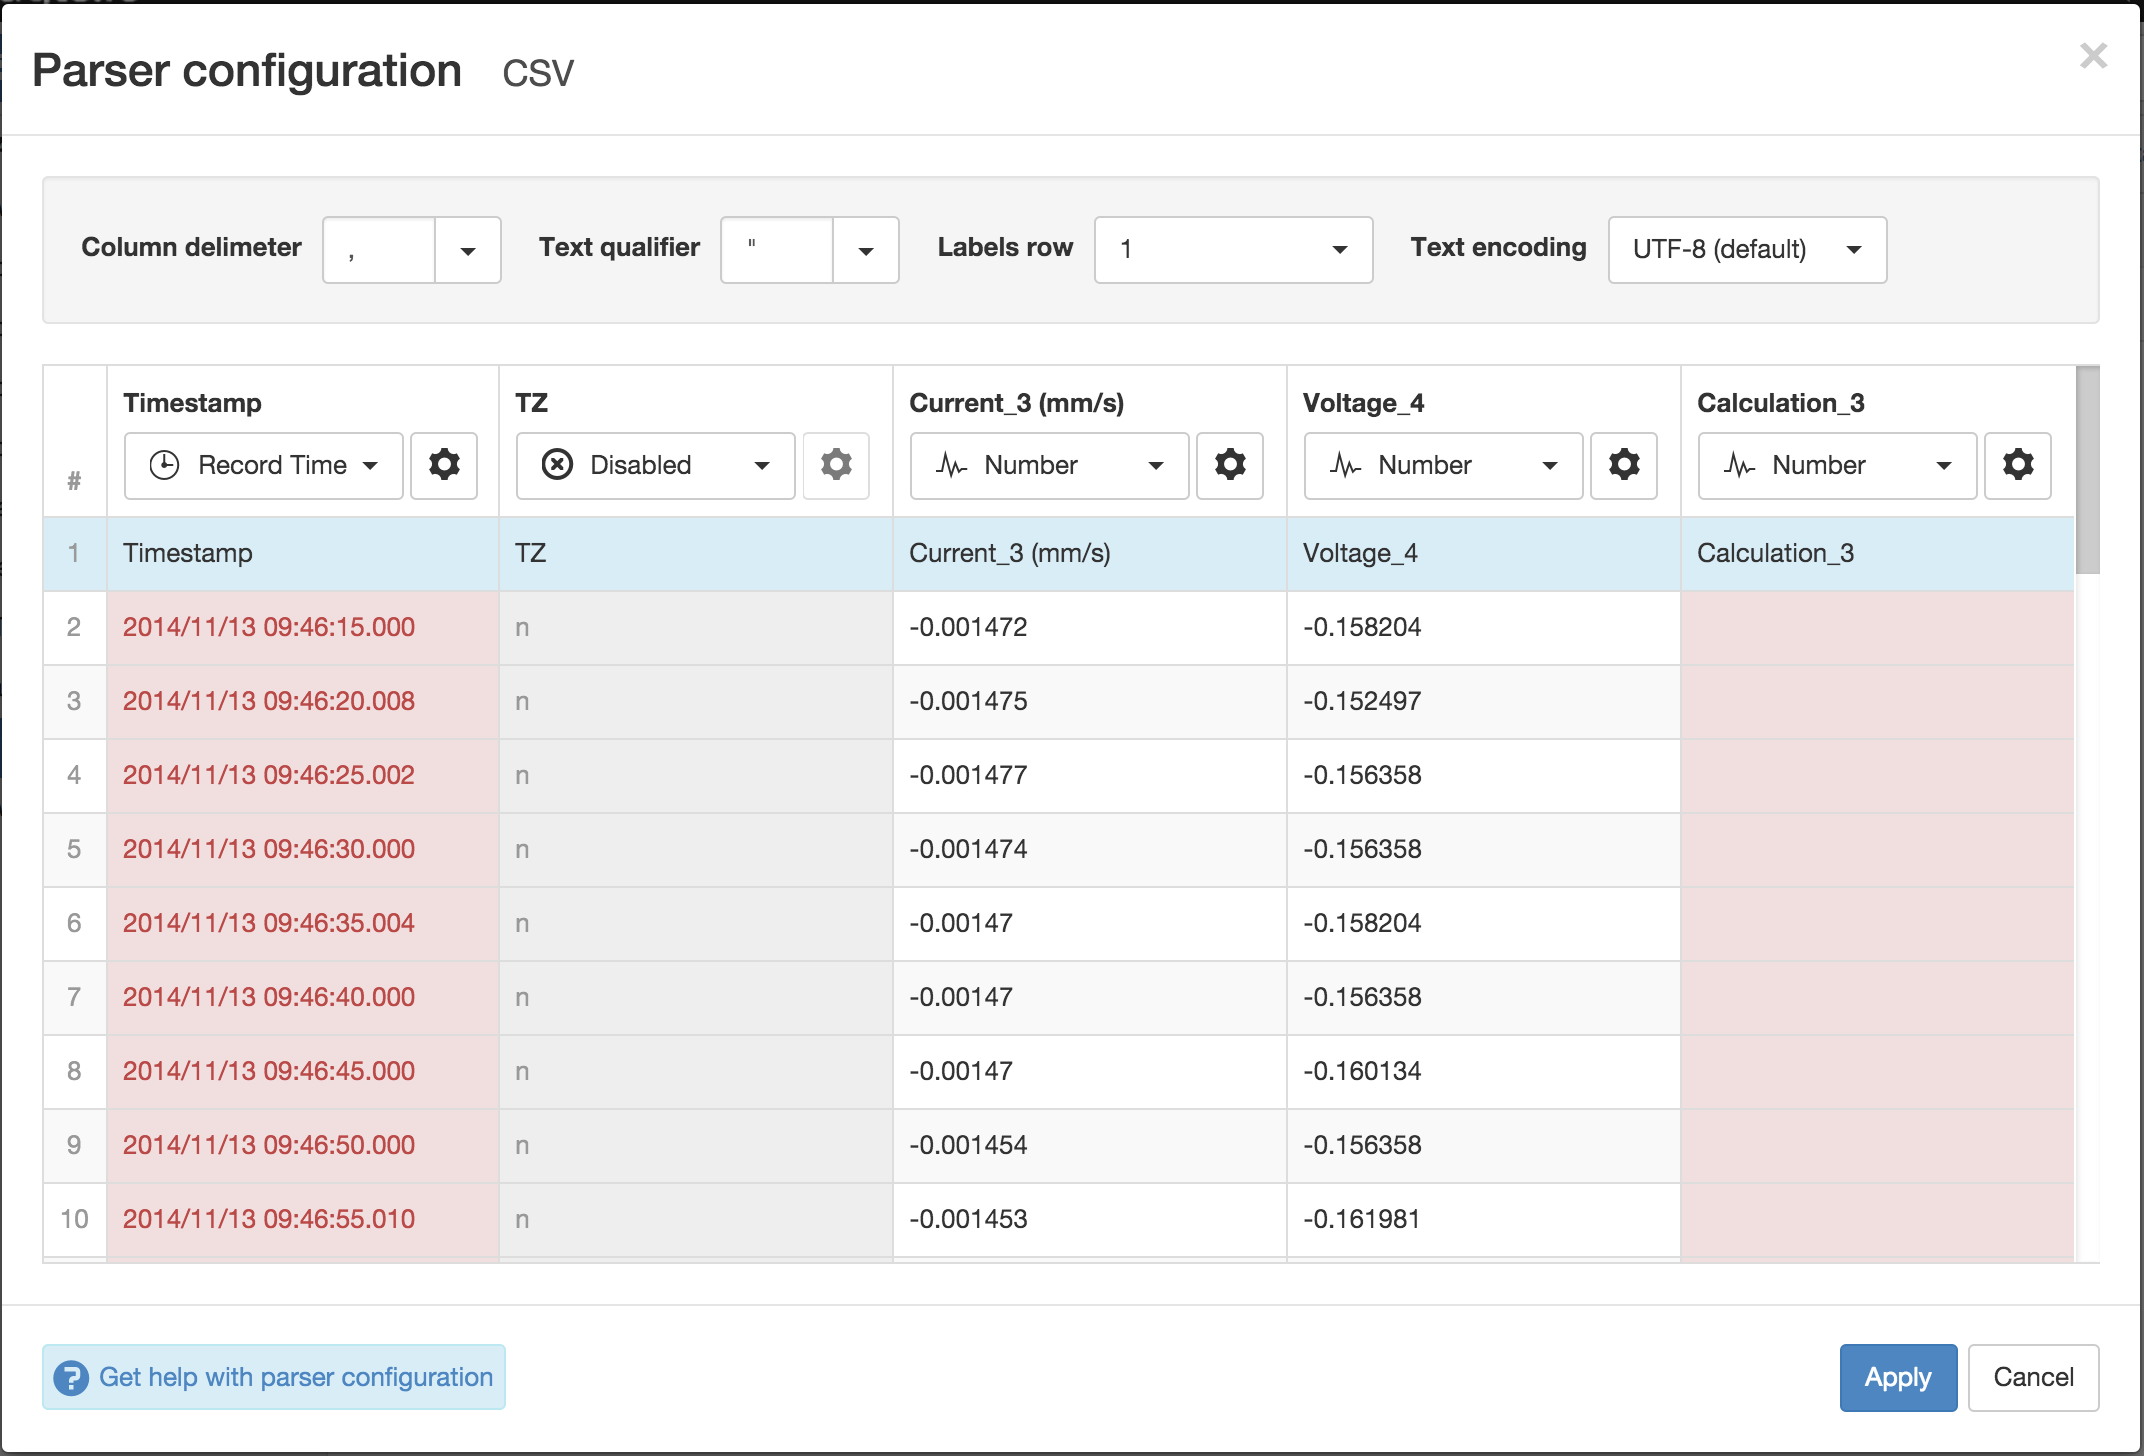 Parser configuration CSV ×
Column delimeter , Text qualifier " Labels row 1 Text encoding UTF-8 (default)
Timestamp TZ Current_3 (mm/s) Voltage_4 Calculation_3
# Record Time Disabled Number Number Number
1 Timestamp TZ Current_3 (mm/s) Voltage_4 Calculation_3
2 2014/11/13 09:46:15.000 n -0.001472 -0.158204
3 2014/11/13 09:46:20.008 n -0.001475 -0.152497
4 2014/11/13 09:46:25.002 n -0.001477 -0.156358
5 2014/11/13 09:46:30.000 n -0.001474 -0.156358
6 2014/11/13 09:46:35.004 n -0.00147 -0.158204
7 2014/11/13 09:46:40.000 n -0.00147 -0.156358
8 2014/11/13 09:46:45.000 n -0.00147 -0.160134
9 2014/11/13 09:46:50.000 n -0.001454 -0.156358
10 2014/11/13 09:46:55.010 n -0.001453 -0.161981
? Get help with parser configuration Apply Cancel